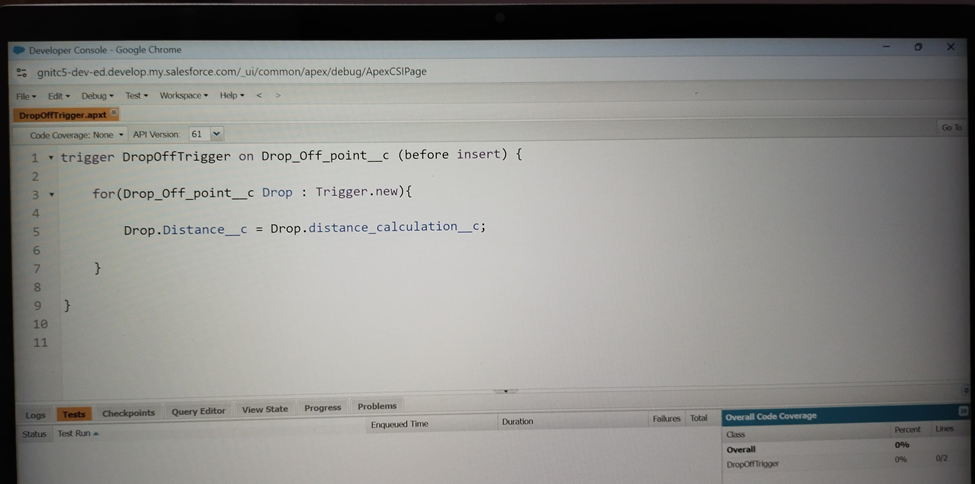 Developer Console - Google Chrome
gnitc5-dev-ed.develop.my.salesforce.com/_ui/common/apex/debug/ApexCSIPage
File Edit Debug Test Workspace Help < >
DropOffTrigger.apxt
Code Coverage: None API Version: 61 Go To
1 trigger DropOffTrigger on Drop_Off_point__c (before insert) {
2
3 for(Drop_Off_point__c Drop : Trigger.new){
4
5 Drop.Distance__c = Drop.distance_calculation__c;
6
7 }
8
9 }
10
11
Logs Tests Checkpoints Query Editor View State Progress Problems
Status Test Run Enqueued Time Duration Failures Total
Overall Code Coverage
Class Percent Lines
Overall 0%
DropOffTrigger 0% 0/2